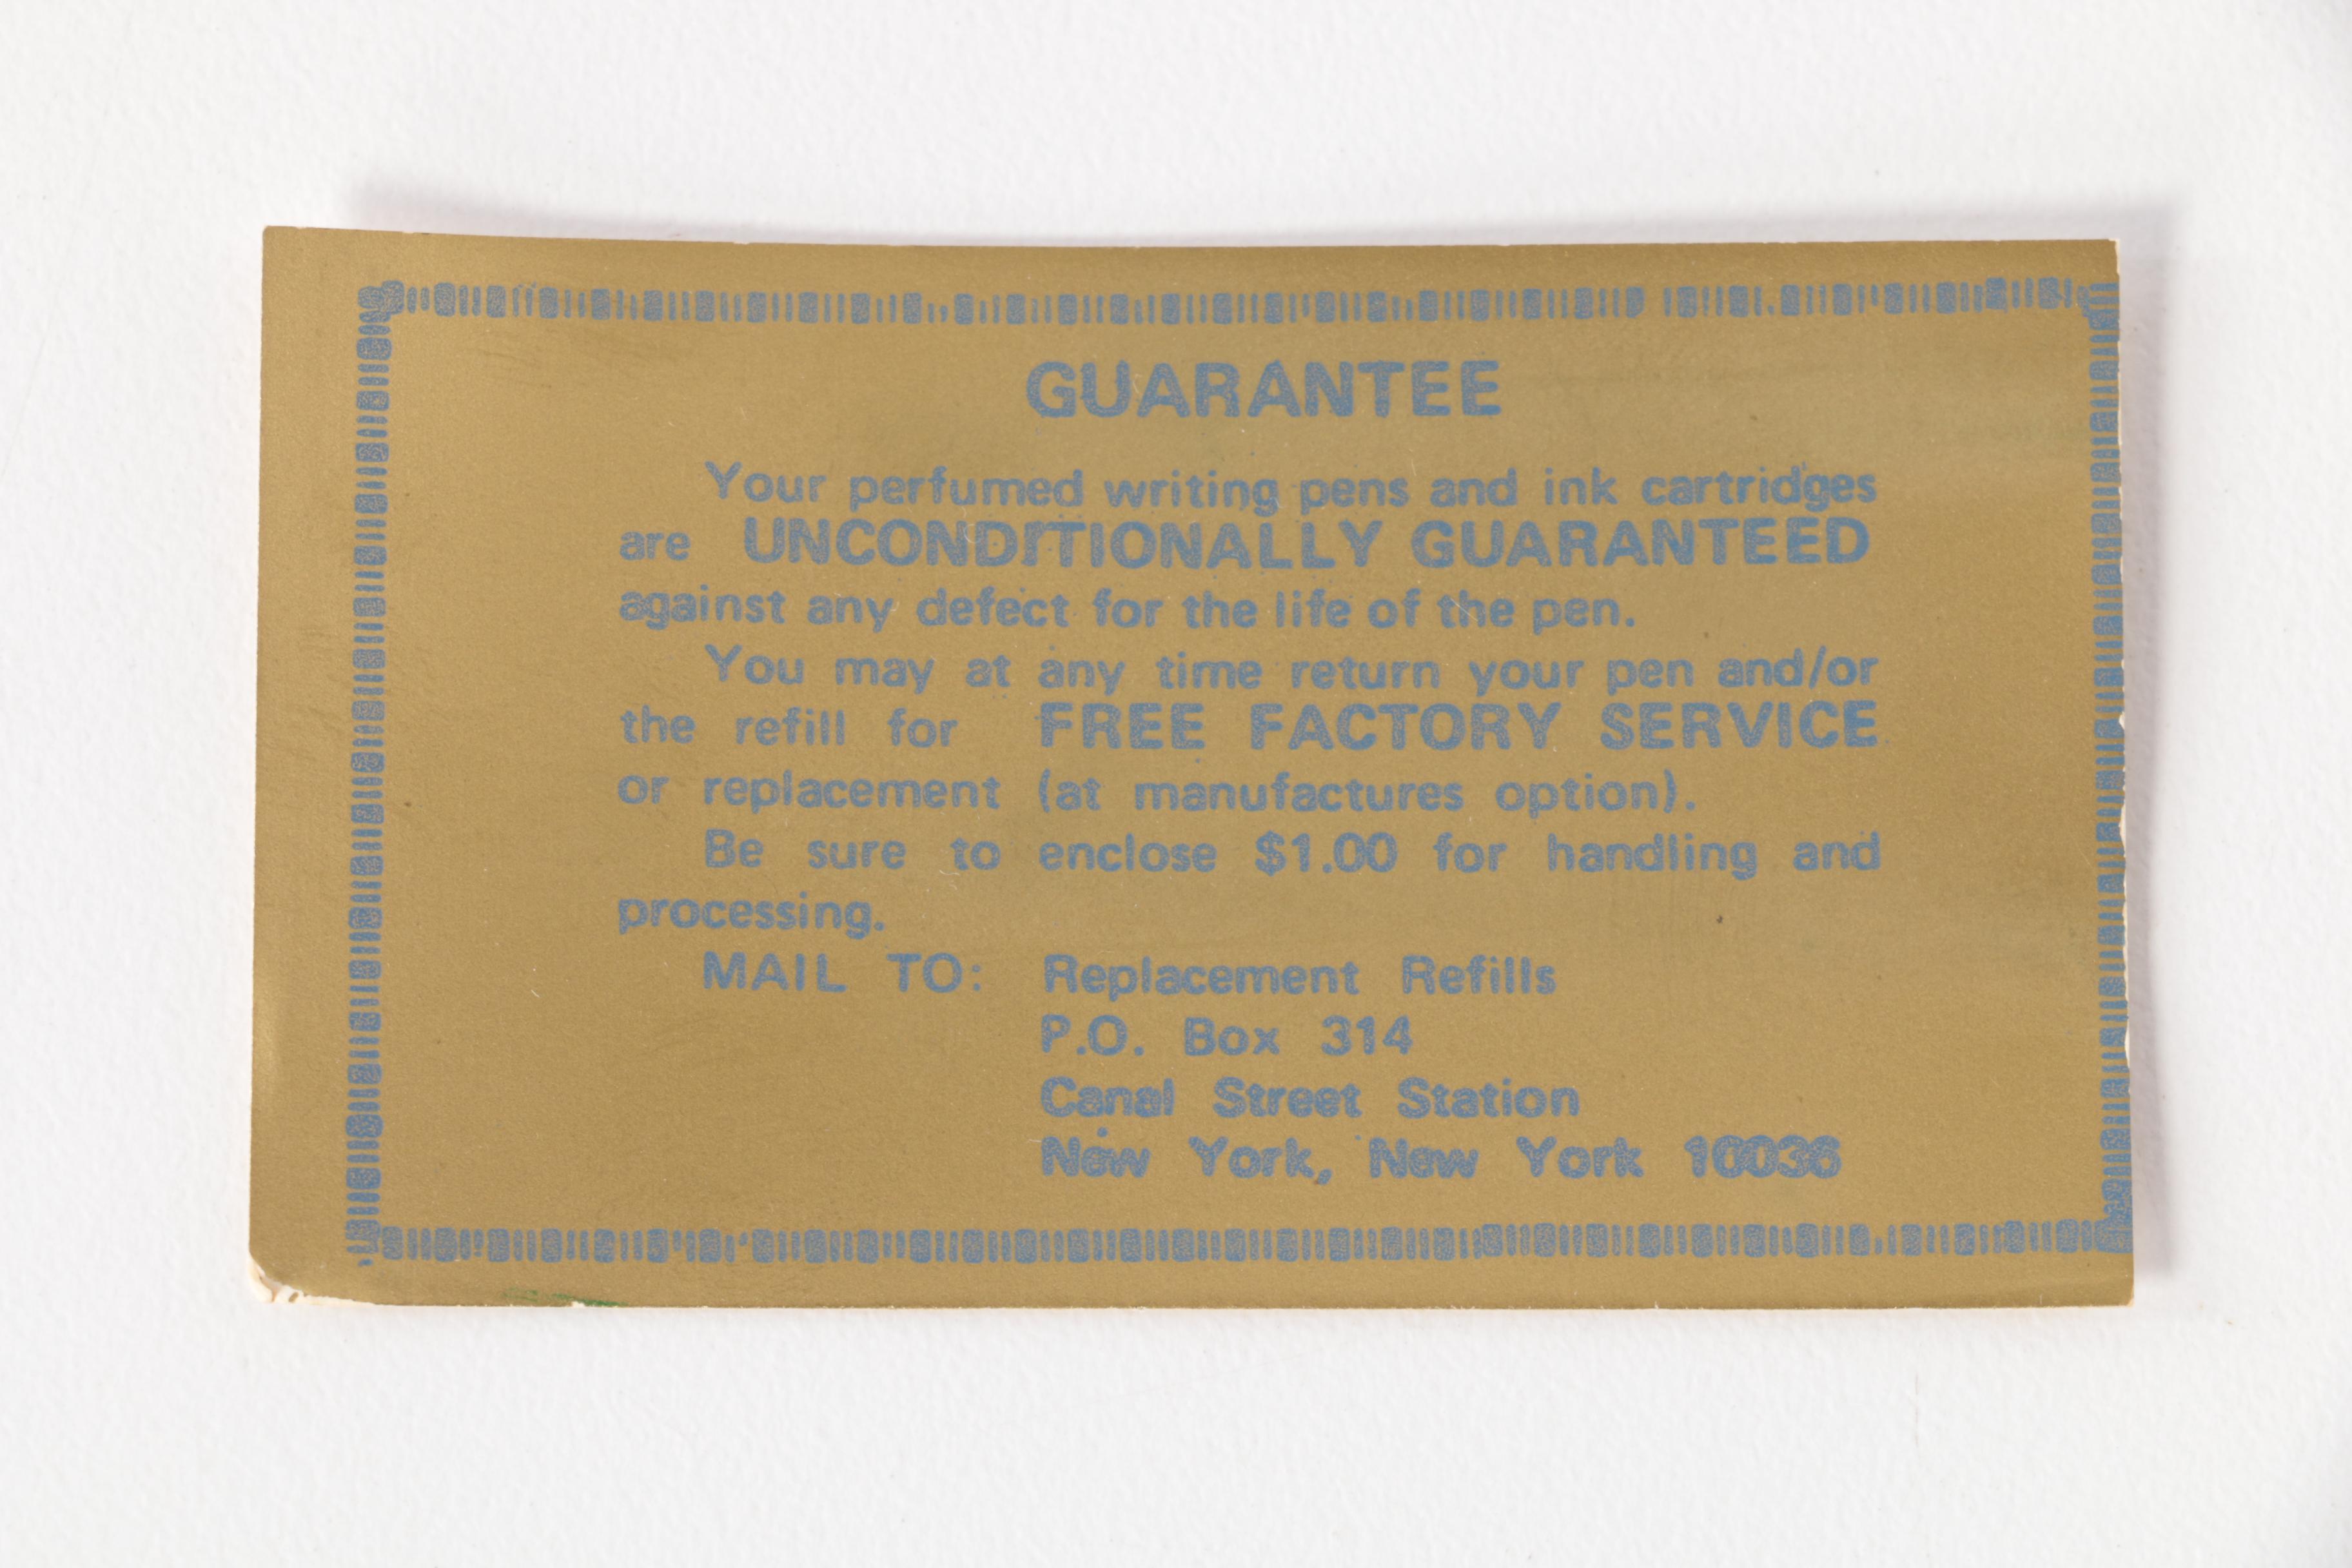 GUARANTEE
Your perfumed writing pens and ink cartridges
are UNCONDITIONALLY GUARANTEED
against any defect for the life of the pen.
You may at any time return your pen and/or
the refill for FREE FACTORY SERVICE
or replacement (at manufactures option).
Be sure to enclose $1.00 for handling and
processing.
MAIL TO: Replacement Refills
P.O. Box 314
Canal Street Station
New York, New York 10036